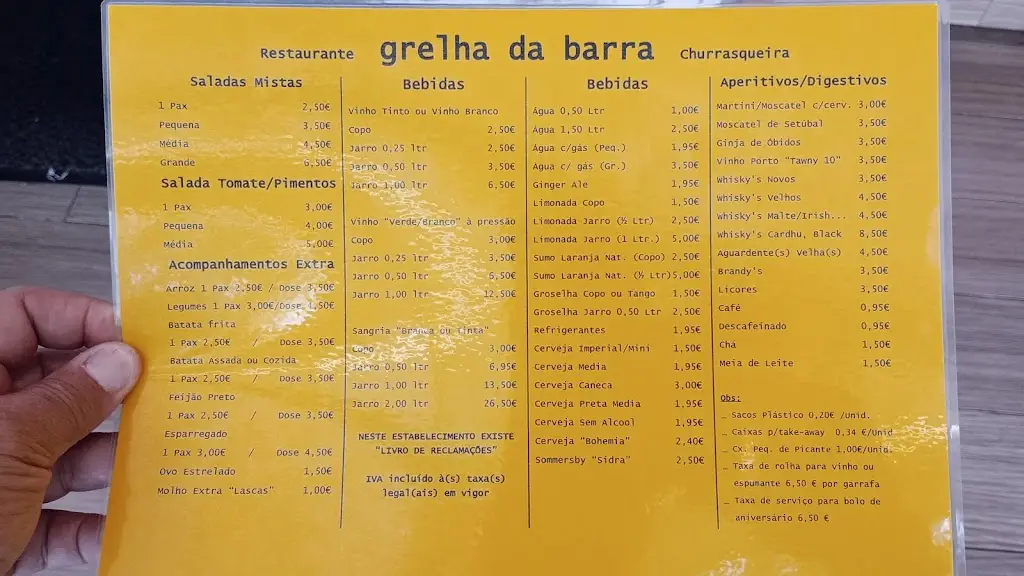 Restaurante grelha da barra Churrasqueira
Saladas Mistas
1 Pax 2,50€
Pequena 3,50€
Média 4,50€
Grande 6,50€
Salada Tomate/Pimentos
1 Pax 3,00€
Pequena 4,00€
Média 5,00€
Acompanhamentos Extra
Arroz 1 Pax 2,50€ / Dose 3,50€
Legumes 1 Pax 3,00€/Dose 4,50€
Batata frita
1 Pax 2,50€ / Dose 3,50€
Batata Assada ou Cozida
1 Pax 2,50€ / Dose 3,50€
Feijão Preto
1 Pax 2,50€ / Dose 3,50€
Esparregado
1 Pax 3,00€ / Dose 4,50€
Ovo Estrelado 1,50€
Molho Extra "Lascas" 1,00€
Bebidas
Vinho Tinto ou Vinho Branco
Copo 2,50€
Jarro 0,25 ltr 2,50€
Jarro 0,50 ltr 3,50€
Jarro 1,00 ltr 6,50€
Vinho "Verde/Branco" à pressão
Copo 3,00€
Jarro 0,25 ltr 3,50€
Jarro 0,50 ltr 6,50€
Jarro 1,00 ltr 12,50€
Sangria "Branca ou Tinta"
Copo 3,00€
Jarro 0,50 ltr 6,95€
Jarro 1,00 ltr 13,50€
Jarro 2,00 ltr 26,50€
NESTE ESTABELECIMENTO EXISTE
"LIVRO DE RECLAMAÇÕES"
IVA incluído à(s) taxa(s)
legal(ais) em vigor
Bebidas
Água 0,50 Ltr 1,00€
Água 1,50 Ltr 2,50€
Água c/gás (Peq.) 1,95€
Água c/ gás (Gr.) 3,50€
Ginger Ale 1,95€
Limonada Copo 1,50€
Limonada Jarro (½ Ltr) 2,50€
Limonada Jarro (1 Ltr.) 5,00€
Sumo Laranja Nat. (Copo) 2,50€
Sumo Laranja Nat. (½ Ltr)5,00€
Groselha Copo ou Tango 1,50€
Groselha Jarro 0,50 Ltr 2,50€
Refrigerantes 1,95€
Cerveja Imperial/Mini 1,50€
Cerveja Media 1,95€
Cerveja Caneca 3,00€
Cerveja Preta Media 1,95€
Cerveja Sem Alcool 1,95€
Cerveja "Bohemia" 2,40€
Sommersby "Sidra" 2,50€
Aperitivos/Digestivos
Martini/Moscatel c/cerv. 3,00€
Moscatel de Setúbal 3,50€
Ginja de Óbidos 3,50€
Vinho Porto "Tawny 10" 3,50€
Whisky's Novos 3,50€
Whisky's Velhos 4,50€
Whisky's Malte/Irish... 4,50€
Whisky's Cardhu, Black 8,50€
Aguardente(s) Velha(s) 4,50€
Brandy's 3,50€
Licores 3,50€
Café 0,95€
Descafeinado 0,95€
Chá 1,50€
Meia de Leite 1,50€
Obs:
_ Sacos Plástico 0,20€ /Unid.
_ Caixas p/take-away 0,34 €/Unid
_ Cx. Peq. de Picante 1,00€/Unid.
_ Taxa de rolha para vinho ou
espumante 6,50 € por garrafa
_ Taxa de serviço para bolo de
aniversário 6,50 €